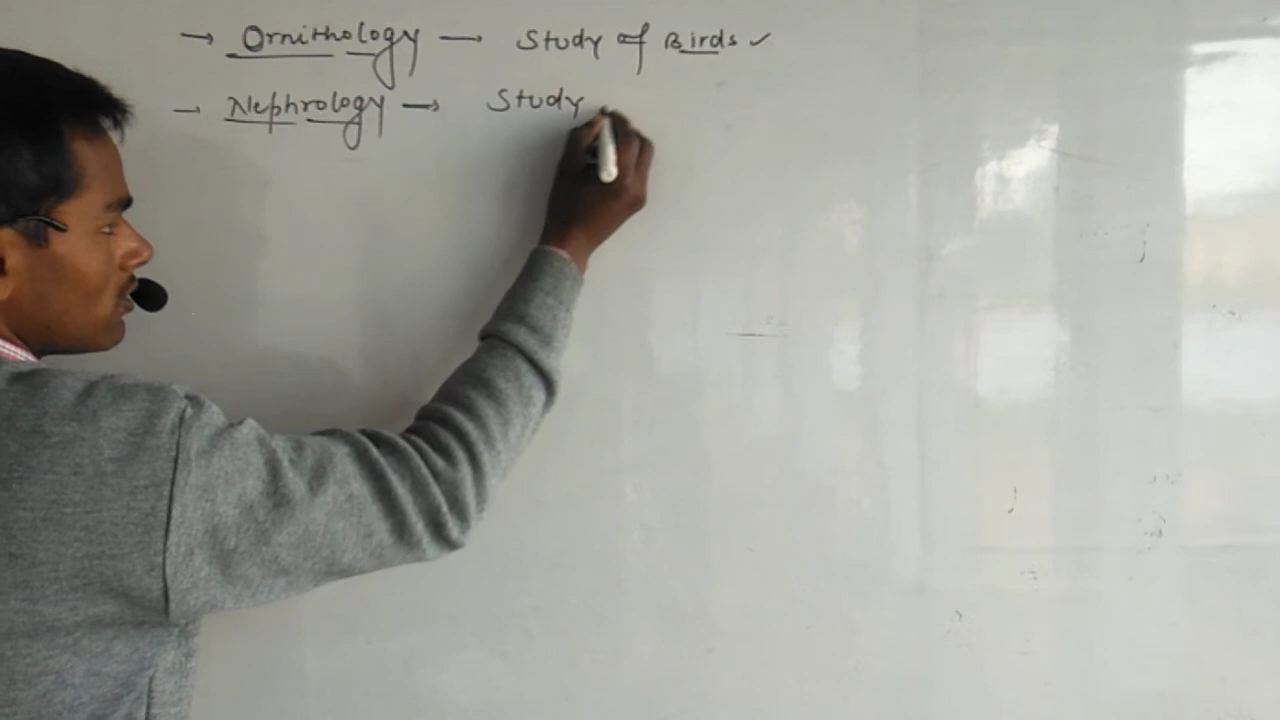 → Ornithology — Study of Birds ✓
→ Nephrology → Study